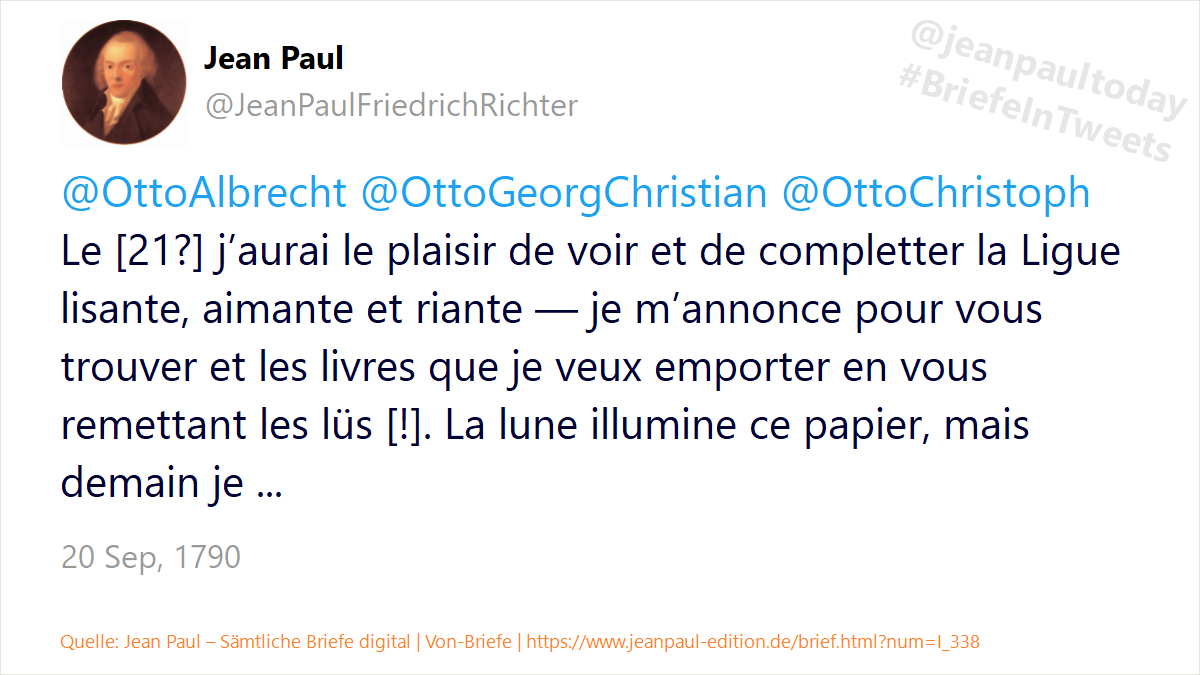 Jean Paul
@JeanPaulFriedrichRichter
@jeanpaultoday
#BriefeInTweets
@OttoAlbrecht @OttoGeorgChristian @OttoChristoph
Le [21?] j’aurai le plaisir de voir et de completter la Ligue
lisante, aimante et riante — je m’annonce pour vous
trouver et les livres que je veux emporter en vous
remettant les lüs [!]. La lune illumine ce papier, mais
demain je ...
20 Sep, 1790
Quelle: Jean Paul – Sämtliche Briefe digital | Von-Briefe | https://www.jeanpaul-edition.de/brief.html?num=I_338